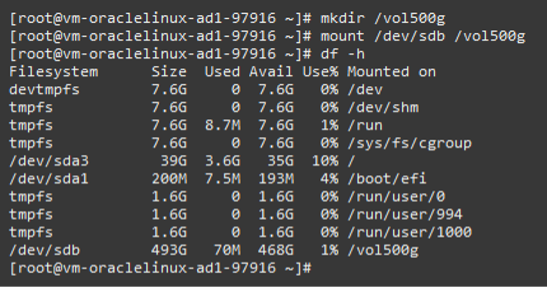 [root@vm-oraclelinux-ad1-97916 ~]# mkdir /vol500g
[root@vm-oraclelinux-ad1-97916 ~]# mount /dev/sdb /vol500g
[root@vm-oraclelinux-ad1-97916 ~]# df -h
Filesystem      Size  Used Avail Use% Mounted on
devtmpfs        7.6G     0  7.6G   0% /dev
tmpfs           7.6G     0  7.6G   0% /dev/shm
tmpfs           7.6G  8.7M  7.6G   1% /run
tmpfs           7.6G     0  7.6G   0% /sys/fs/cgroup
/dev/sda3        39G  3.6G   35G  10% /
/dev/sda1       200M  7.5M  193M   4% /boot/efi
tmpfs           1.6G     0  1.6G   0% /run/user/0
tmpfs           1.6G     0  1.6G   0% /run/user/994
tmpfs           1.6G     0  1.6G   0% /run/user/1000
/dev/sdb        493G   70M  468G   1% /vol500g
[root@vm-oraclelinux-ad1-97916 ~]#